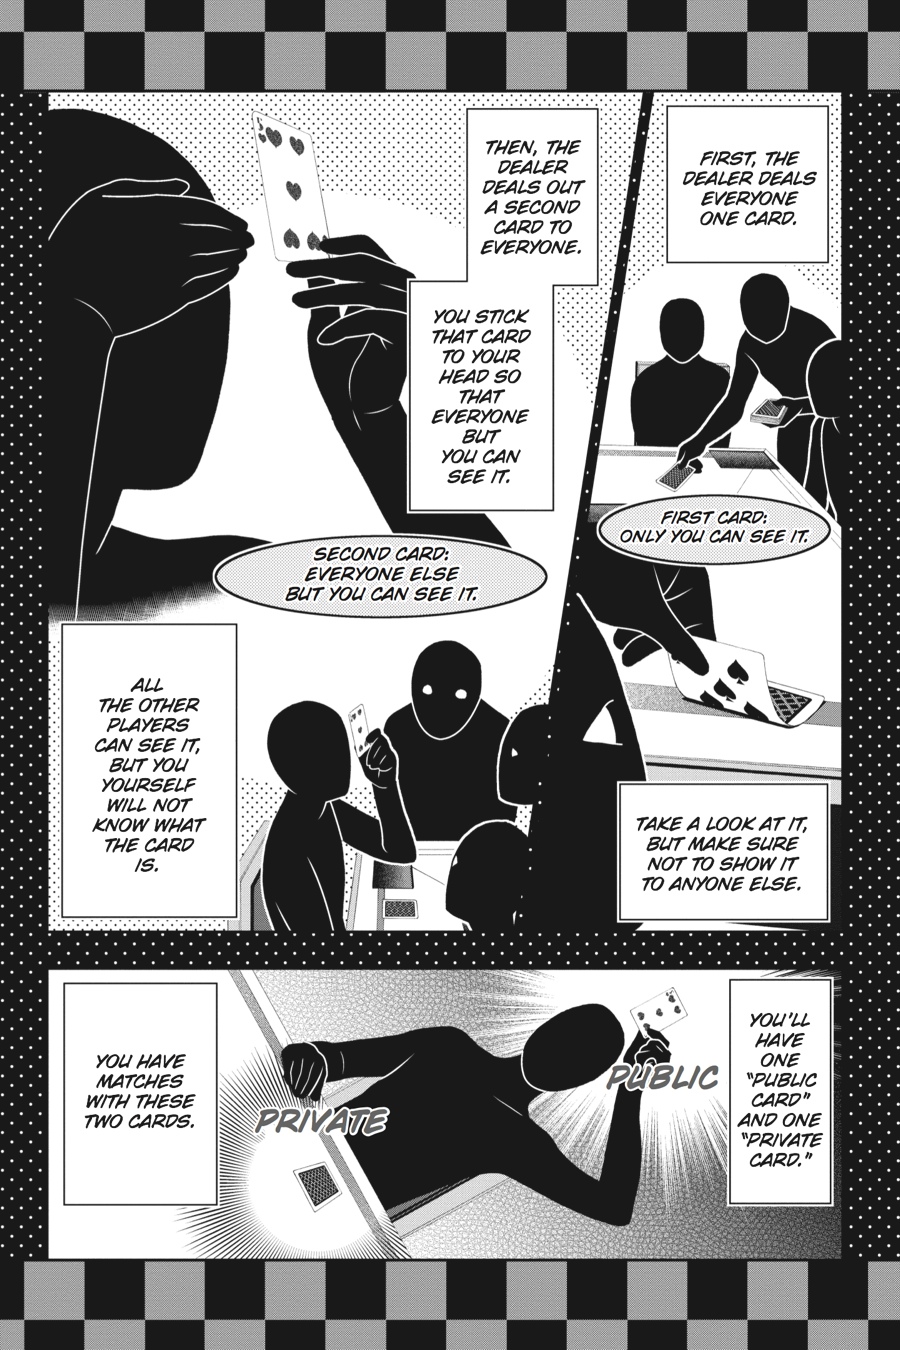 FIRST, THE
DEALER DEALS
EVERYONE
ONE CARD.
FIRST CARD:
ONLY YOU CAN SEE IT.
TAKE A LOOK AT IT,
BUT MAKE SURE
NOT TO SHOW IT
TO ANYONE ELSE.
THEN, THE
DEALER
DEALS OUT
A SECOND
CARD TO
EVERYONE.
YOU STICK
THAT CARD
TO YOUR
HEAD SO
THAT
EVERYONE
BUT
YOU CAN
SEE IT.
SECOND CARD:
EVERYONE ELSE
BUT YOU CAN SEE IT.
ALL
THE OTHER
PLAYERS
CAN SEE IT,
BUT YOU
YOURSELF
WILL NOT
KNOW WHAT
THE CARD
IS.
YOU'LL
HAVE
ONE
"PUBLIC
CARD"
AND ONE
"PRIVATE
CARD."
PUBLIC
PRIVATE
YOU HAVE
MATCHES
WITH THESE
TWO CARDS.